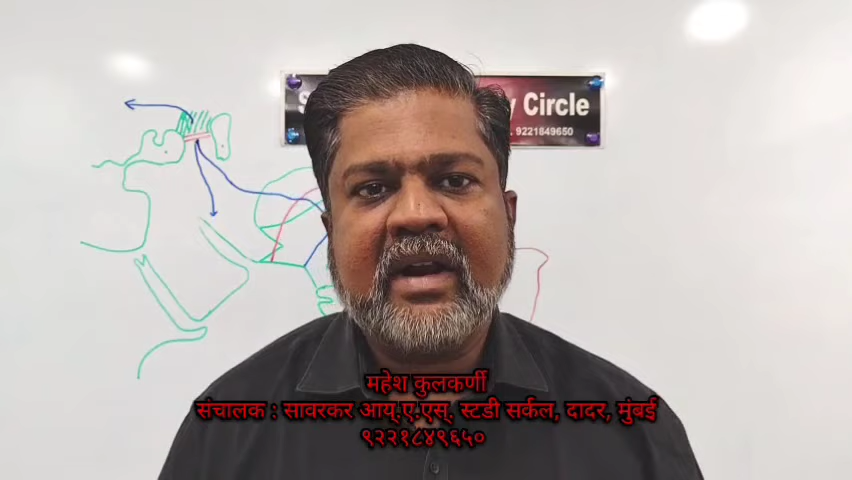 Circle
9221849650
महेश कुलकर्णी
संचालक : सावरकर आय्.ए.एस्. स्टडी सर्कल, दादर, मुंबई
९२२१८४९६५०